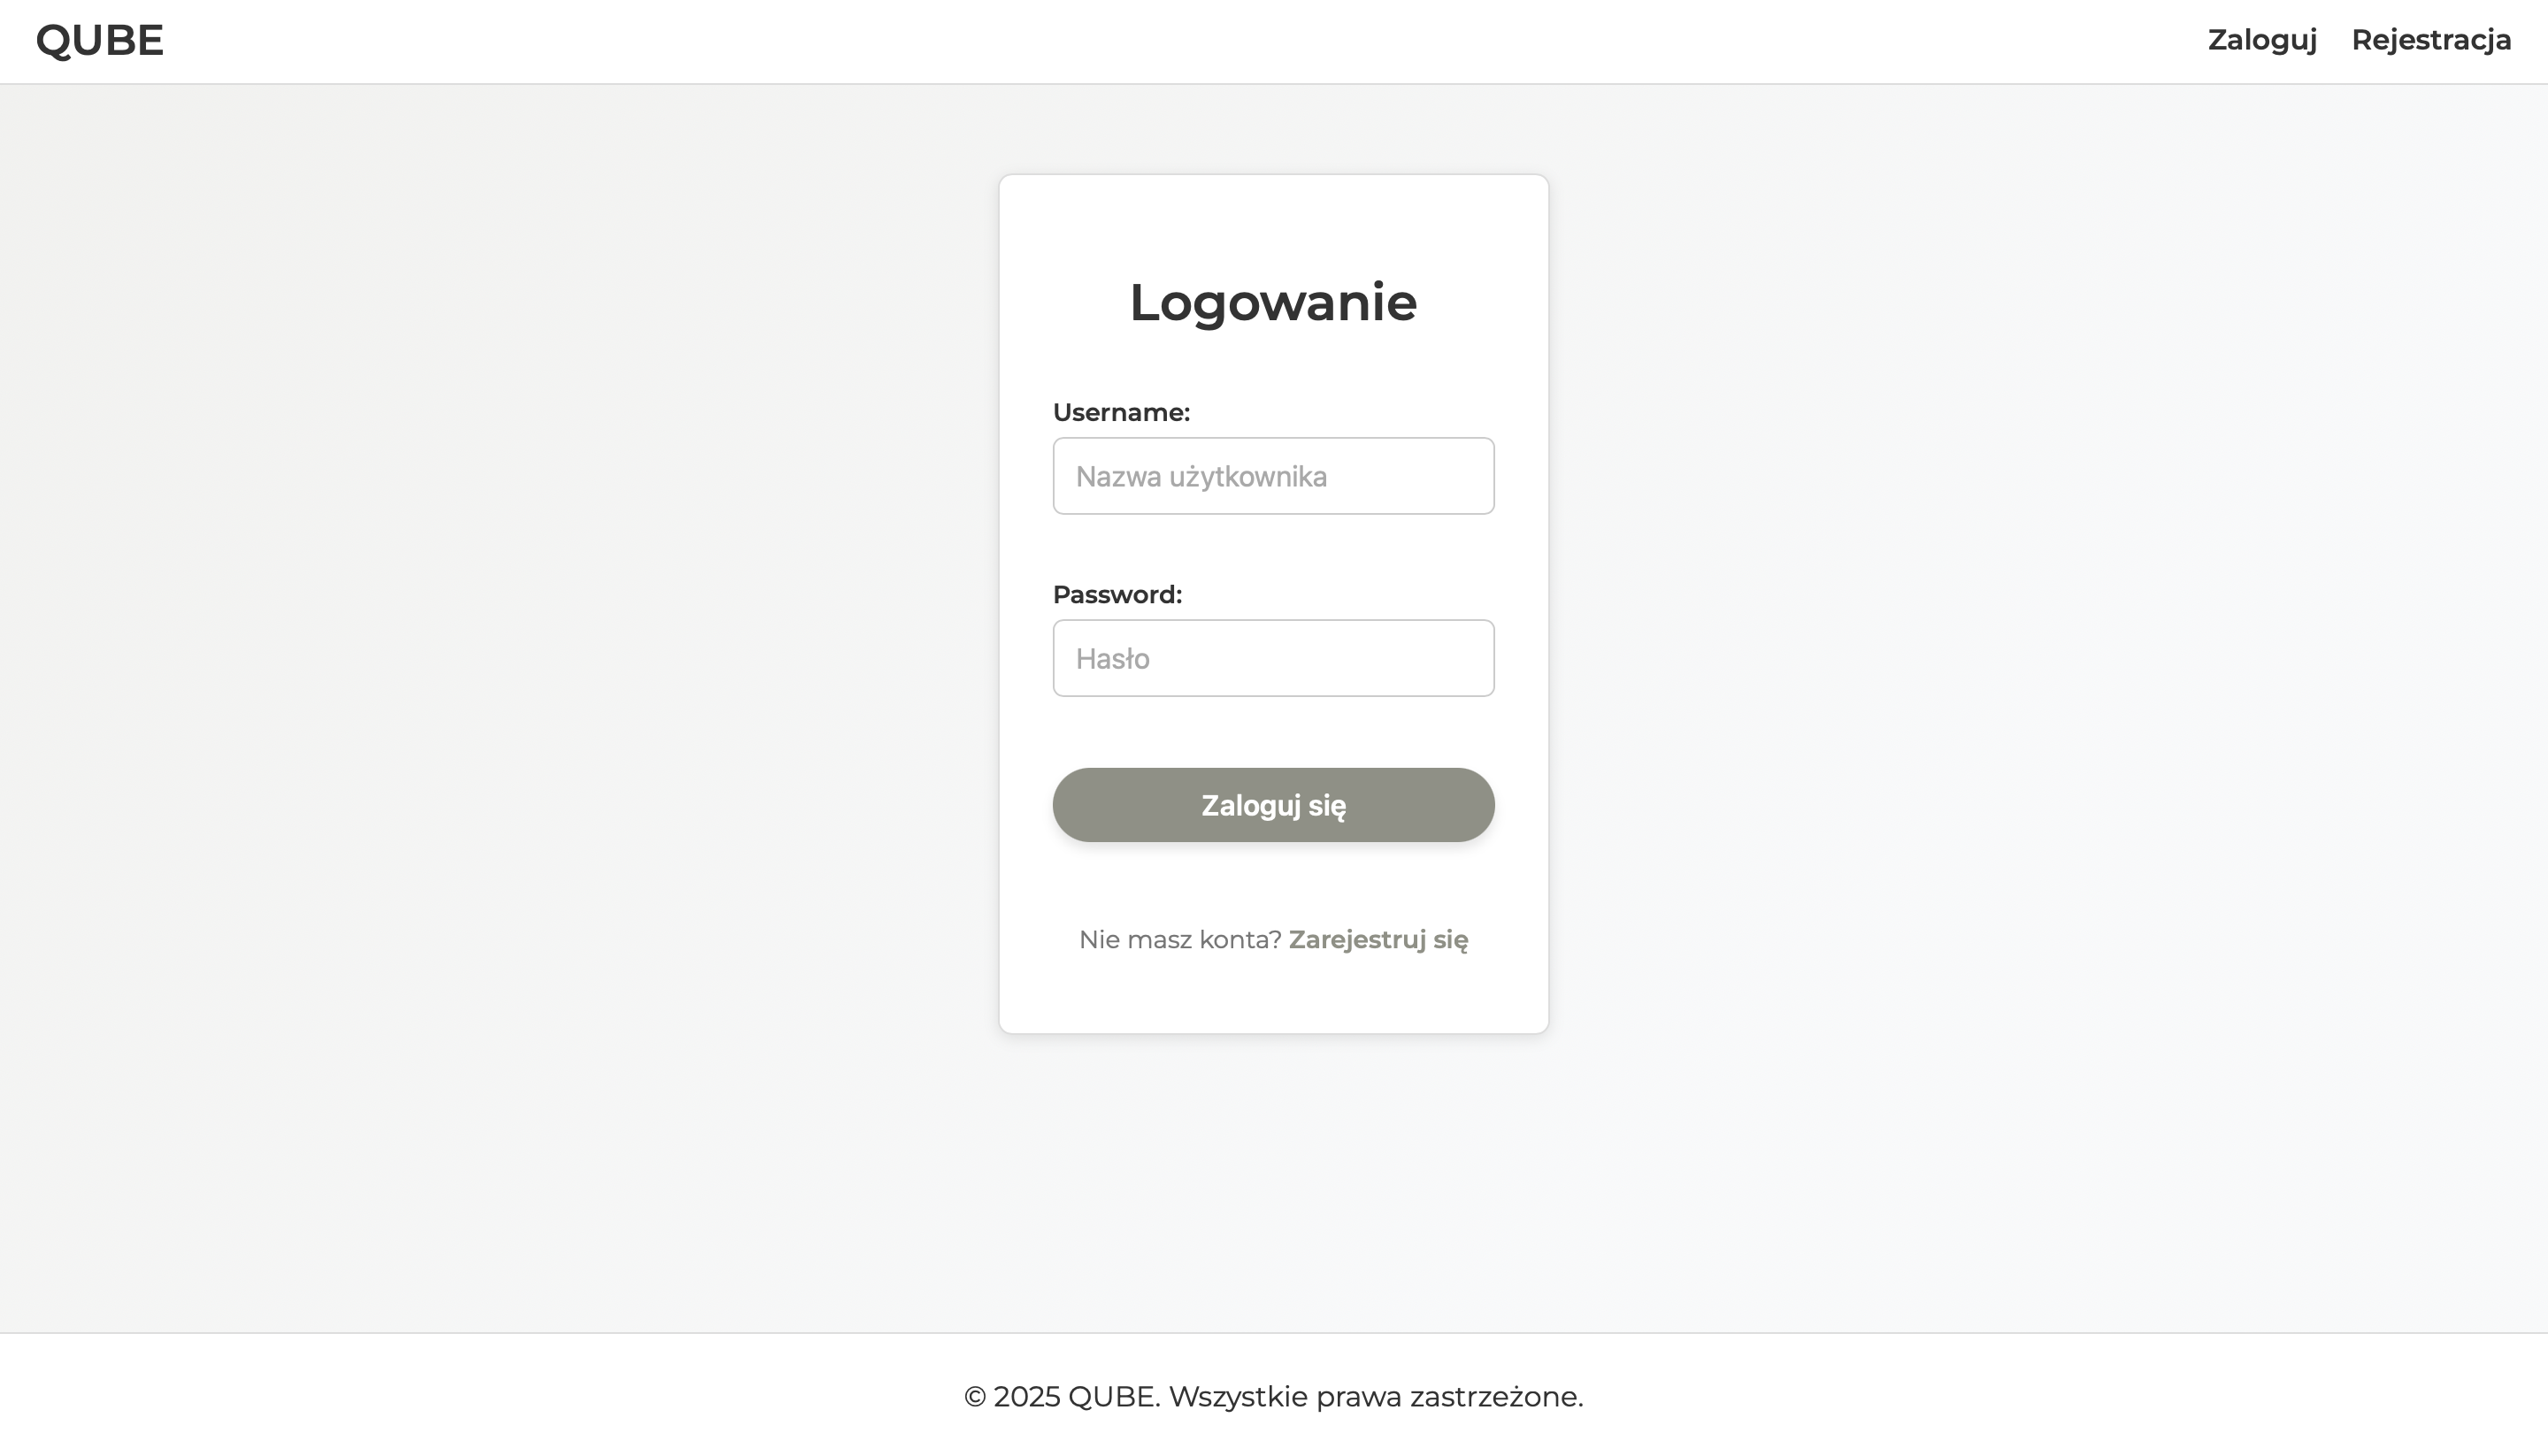 QUBE
Zaloguj Rejestracja
Logowanie
Username:
Nazwa użytkownika
Password:
Hasło
Zaloguj się
Nie masz konta? Zarejestruj się
© 2025 QUBE. Wszystkie prawa zastrzeżone.